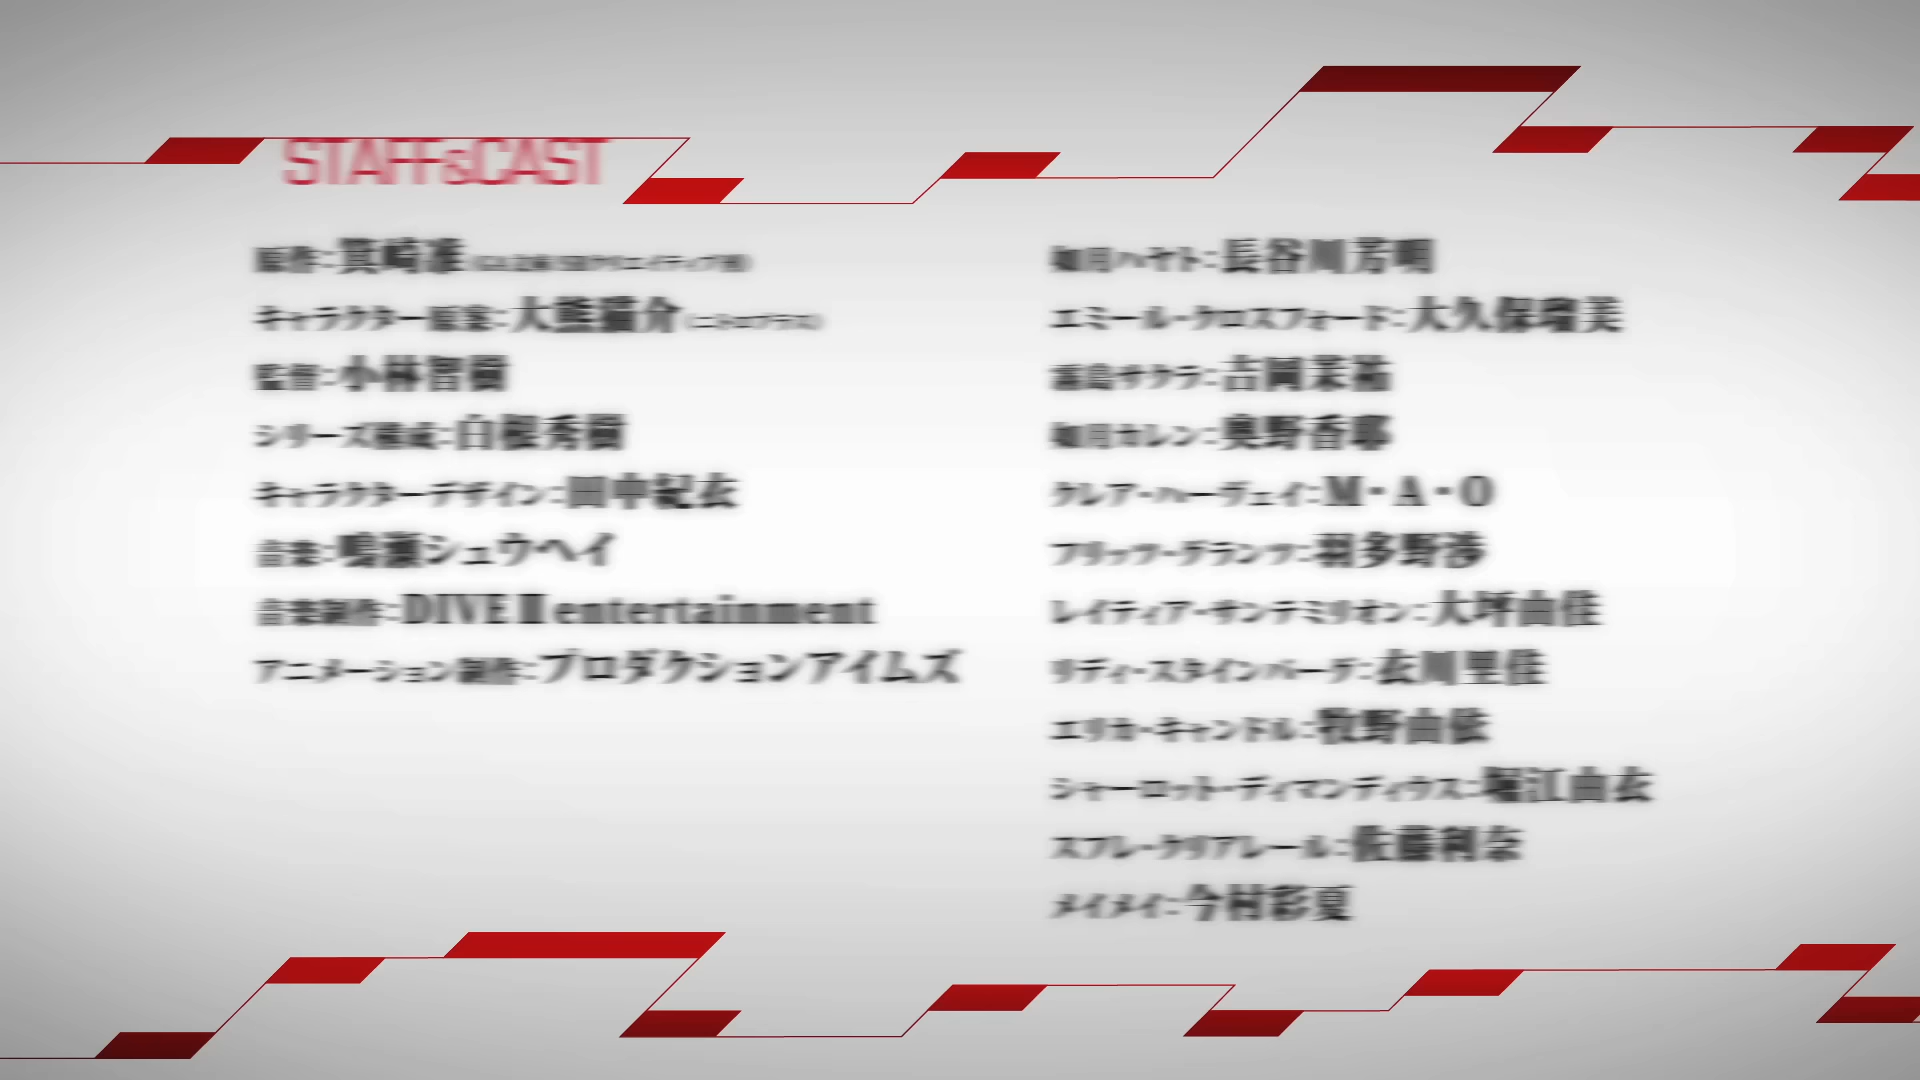 STAFF&CAST
原作:箕崎准
キャラクター原案:大熊猫介(ニトロプラス)
監督:小林智樹
シリーズ構成:白根秀樹
キャラクターデザイン:田中紀衣
音楽:鳴瀬シュウヘイ
音楽制作:DIVEⅡentertainment
アニメーション制作:プロダクションアイムズ
如月ハヤト:長谷川芳明
エミール・クロスフォード:大久保瑠美
霧島サクラ:吉岡茉祐
如月カレン:奥野香耶
クレア・ハーヴェイ:M・A・O
フリッツ・グランツ:羽多野渉
レイティア・サンテミリオン:大坪由佳
リディ・スタインバーグ:衣川里佳
エリカ・キャンドル:牧野由依
シャーロット・ディマンディウス:堀江由衣
スフレ・クリアレール:佐藤利奈
メイメイ:今村彩夏